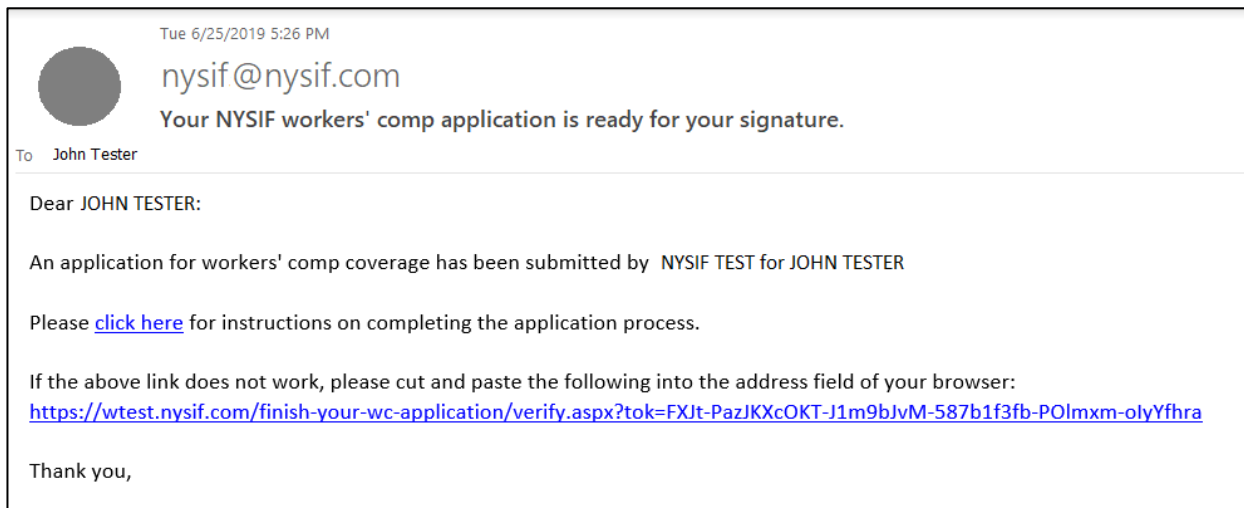 Tue 6/25/2019 5:26 PM
nysif@nysif.com
Your NYSIF workers' comp application is ready for your signature.
To John Tester
Dear JOHN TESTER:
An application for workers' comp coverage has been submitted by NYSIF TEST for JOHN TESTER
Please click here for instructions on completing the application process.
If the above link does not work, please cut and paste the following into the address field of your browser:
https://wtest.nysif.com/finish-your-wc-application/verify.aspx?tok=FXJt-PazJKXcOKT-J1m9bJvM-587b1f3fb-POlmxm-oIyYfhra
Thank you,